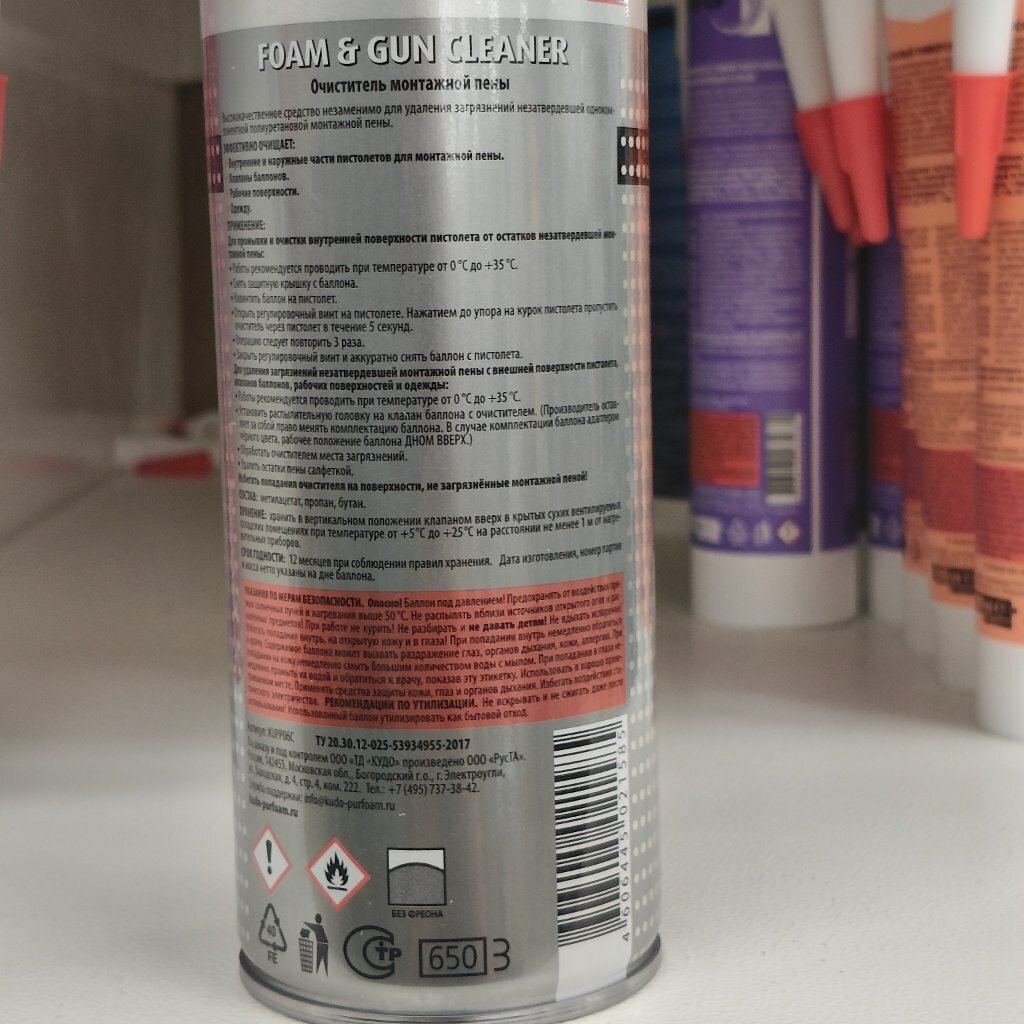 FOAM & GUN CLEANER
Очиститель монтажной пены
Высококачественное средство незаменимо для удаления загрязнений незатвердевшей одноком-
понентной полиуретановой монтажной пены.
ЭФФЕКТИВНО ОЧИЩАЕТ:
Внутренние и наружные части пистолетов для монтажной пены.
Клапаны баллонов.
Рабочие поверхности.
Одежду.
ПРИМЕНЕНИЕ:
Для промывки и очистки внутренней поверхности пистолета от остатков незатвердевшей мон-
тажной пены:
• Работы рекомендуется проводить при температуре от 0 °С до +35 °С.
• Снять защитную крышку с баллона.
• Навинтить баллон на пистолет.
• Открыть регулировочный винт на пистолете. Нажатием до упора на курок пистолета пропустить
очиститель через пистолет в течение 5 секунд.
• Операцию следует повторить 3 раза.
• Закрыть регулировочный винт и аккуратно снять баллон с пистолета.
Для удаления загрязнений незатвердевшей монтажной пены с внешней поверхности пистолета,
клапанов баллонов, рабочих поверхностей и одежды:
• Работы рекомендуется проводить при температуре от 0 °С до +35 °С.
• Установить распылительную головку на клапан баллона с очистителем. (Производитель остав-
ляет за собой право менять комплектацию баллона. В случае комплектации баллона адаптером
черного цвета, рабочее положение баллона ДНОМ ВВЕРХ.)
• Обработать очистителем места загрязнений.
• Удалить остатки пены салфеткой.
Избегать попадания очистителя на поверхности, не загрязнённые монтажной пеной!
СОСТАВ: метилацетат, пропан, бутан.
ХРАНЕНИЕ: хранить в вертикальном положении клапаном вверх в крытых сухих вентилируемых
складских помещениях при температуре от +5°С до +25°С на расстоянии не менее 1 м от нагре-
вательных приборов.
СРОК ГОДНОСТИ: 12 месяцев при соблюдении правил хранения. Дата изготовления, номер партии
и масса нетто указаны на дне баллона.
УКАЗАНИЯ ПО МЕРАМ БЕЗОПАСНОСТИ. Опасно! Баллон под давлением! Предохранять от воздействия пря-
мых солнечных лучей и нагревания выше 50 °С. Не распылять вблизи источников открытого огня и рас-
каленных предметов! При работе не курить! Не разбирать и не давать детям! Не вдыхать испарения!
Избегать попадания внутрь, на открытую кожу и в глаза! При попадании внутрь немедленно обратиться
к врачу. Содержимое баллона может вызвать раздражение глаз, органов дыхания, кожи, аллергию. При
попадании на кожу немедленно смыть большим количеством воды с мылом. При попадании в глаза не-
медленно промыть их водой и обратиться к врачу, показав эту этикетку. Использовать в хорошо прове-
триваемом месте. Применять средства защиты кожи, глаз и органов дыхания. Избегать воздействия ста-
тического электричества. РЕКОМЕНДАЦИИ ПО УТИЛИЗАЦИИ. Не вскрывать и не сжигать даже после
использования! Использованный баллон утилизировать как бытовой отход.
Артикул: KUPP06C ТУ 20.30.12-025-53934955-2017
По заказу и под контролем ООО «ТД «КУДО» произведено ООО «РусТА».
Россия, 142455, Московская обл., Богородский г.о., г. Электроугли,
ул. Заводская, д. 4, стр. 4, ком. 222. Тел.: +7 (495) 737-38-42.
Служба поддержки: info@kudo-purfoam.ru
kudo-purfoam.ru
4 606445 021585
БЕЗ ФРЕОНА
40
FE
СТР
650 З